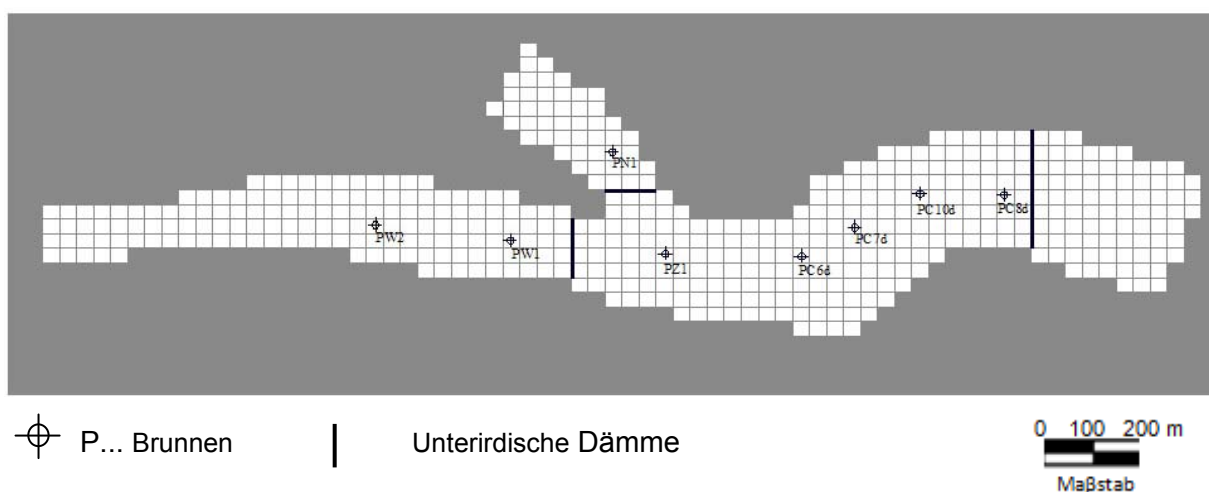 PN1
PW2
PW1
PZ1
PC6d
PC7d
PC10d
PC8d
P... Brunnen
Unterirdische Dämme
0 100 200 m
Maßstab